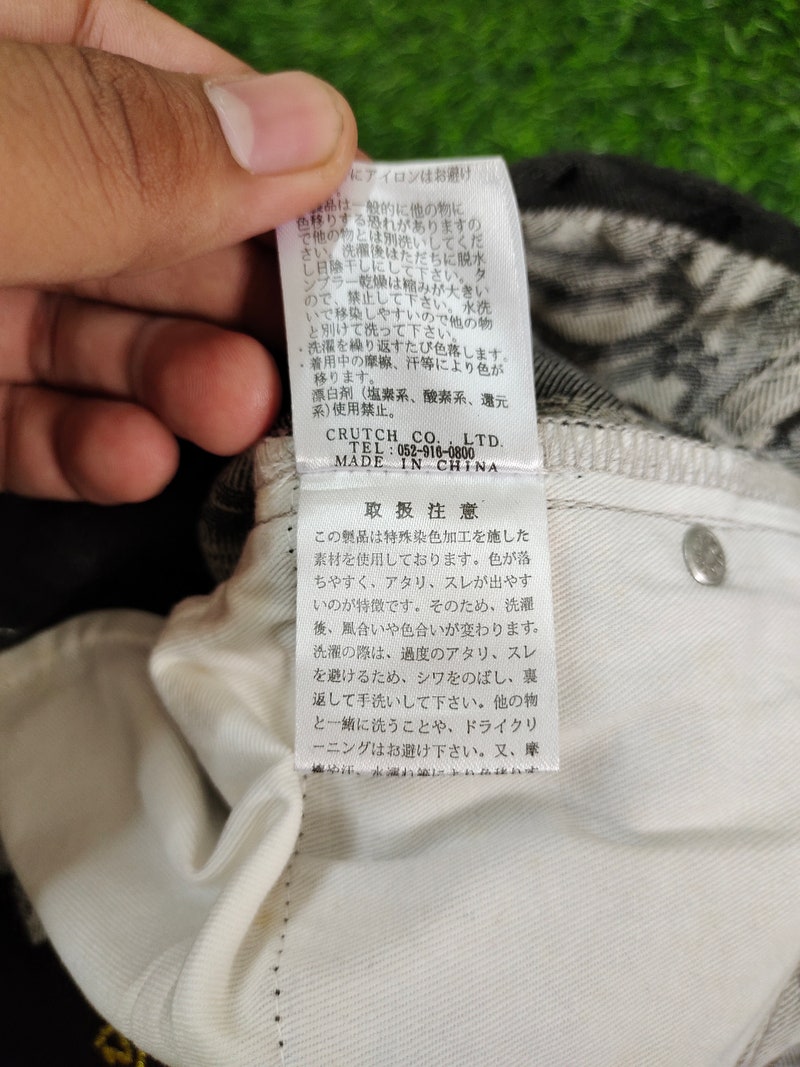 にアイロンはお避け
製品は一般的に他の物に
色移りする恐れがありますの
で他の物とは別洗いしてくだ
さい。洗濯後はただちに脱水
し日陰干しにして下さい。タ
ンブラー乾燥は縮みが大きい
ので、禁止して下さい。水洗
いで移染しやすいので他の物
と別けて洗って下さい。
・洗濯を繰り返すたび色落します。
・着用中の摩擦、汗等により色が
移ります。
漂白剤（塩素系、酸素系、還元
系）使用禁止。
CRUTCH CO., LTD.
TEL:052-916-0800
MADE IN CHINA
取扱注意
この製品は特殊染色加工を施した
素材を使用しております。色が落
ちやすく、アタリ、スレが出やす
いのが特徴です。そのため、洗濯
後、風合いや色合いが変わります。
洗濯の際は、過度のアタリ、スレ
を避けるため、シワをのばし、裏
返して手洗いして下さい。他の物
と一緒に洗うことや、ドライクリ
ーニングはお避け下さい。又、摩
擦や汗、水濡れ等により色移りす